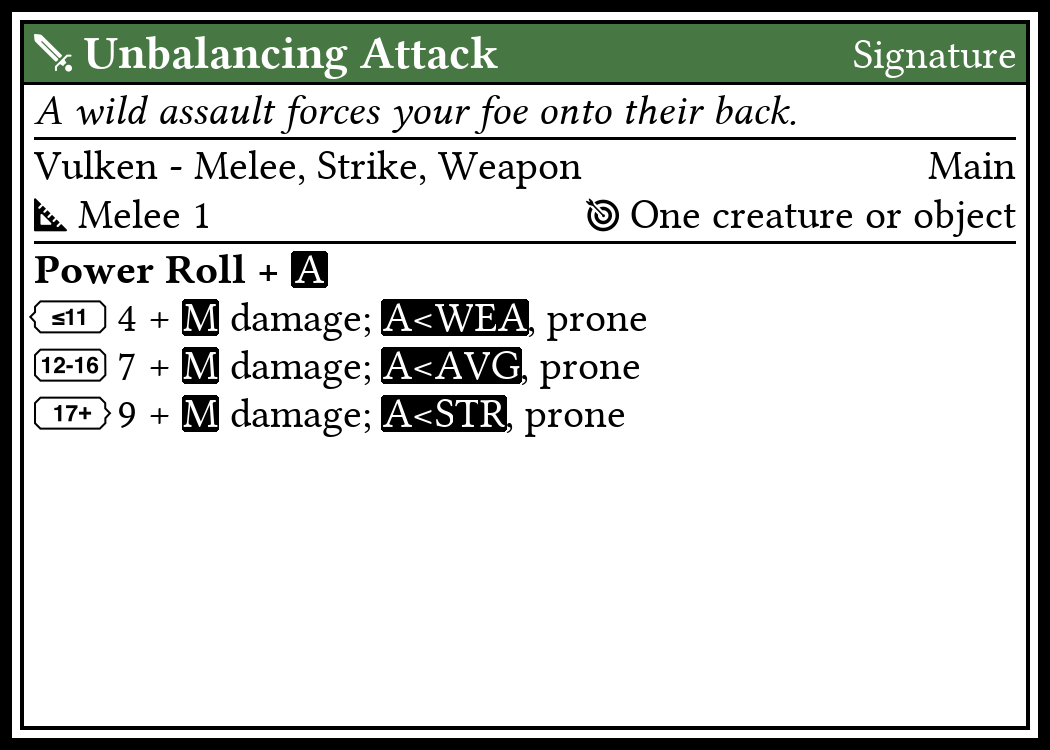 Unbalancing Attack Signature
A wild assault forces your foe onto their back.
Vulken - Melee, Strike, Weapon Main
Melee 1 One creature or object
Power Roll + A
≤11 4 + M damage; A<WEA, prone
12-16 7 + M damage; A<AVG, prone
17+ 9 + M damage; A<STR, prone